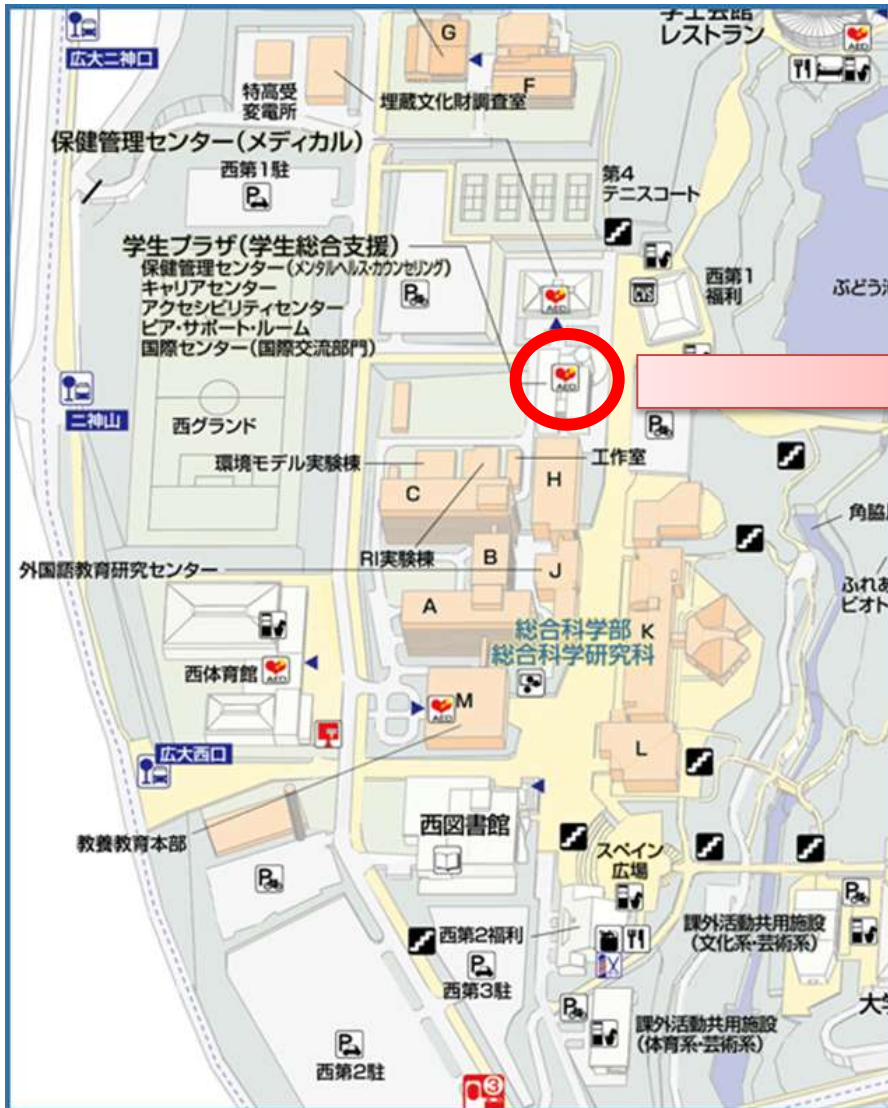 学士会館
レストラン
広大二神口
G
F
特高受
変電所
埋蔵文化財調査室
保健管理センター(メディカル)
西第1駐
P
第4
テニスコート
学生プラザ(学生総合支援)
保健管理センター(メンタルヘルス・カウンセリング)
キャリアセンター
アクセシビリティセンター
ピア・サポート・ルーム
国際センター(国際交流部門)
P
AED
西第1
福利
ぶどう池
AED
AED
二神山
西グランド
P
環境モデル実験棟
工作室
C
H
RI実験棟
B
J
外国語教育研究センター
A
総合科学部
総合科学研究科
K
角脇
ふれあ
ビオト
西体育館
AED
AED
M
L
広大西口
教養教育本部
西図書館
スペイン
広場
P
西第2福利
P
西第3駐
課外活動共用施設
(文化系・芸術系)
P
大学
P
課外活動共用施設
(体育系・芸術系)
P
西第2駐
3